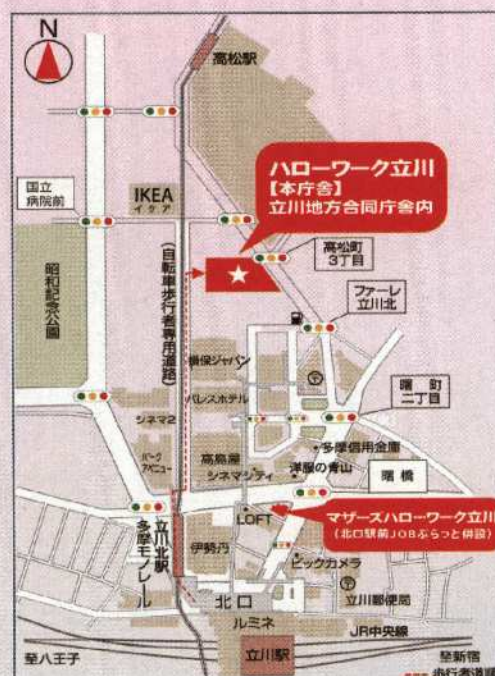 N
高松駅
ハローワーク立川
【本庁舎】
立川地方合同庁舎内
国立
病院前
IKEA
イケア
高松町
3丁目
昭和記念公園
(自転車歩行者専用道路)
ファーレ
立川北
損保ジャパン
パレスホテル
曙町
二丁目
シネマ2
多摩信用金庫
パーク
アベニュー
高島屋
シネマシティ
洋服の青山
曙橋
LOFT
マザーズハローワーク立川
(北口駅前JOBぷらっと併設)
立川北駅
多摩モノレール
伊勢丹
ビックカメラ
北口
立川郵便局
ルミネ
JR中央線
至八王子
立川駅
至新宿
歩行者道順